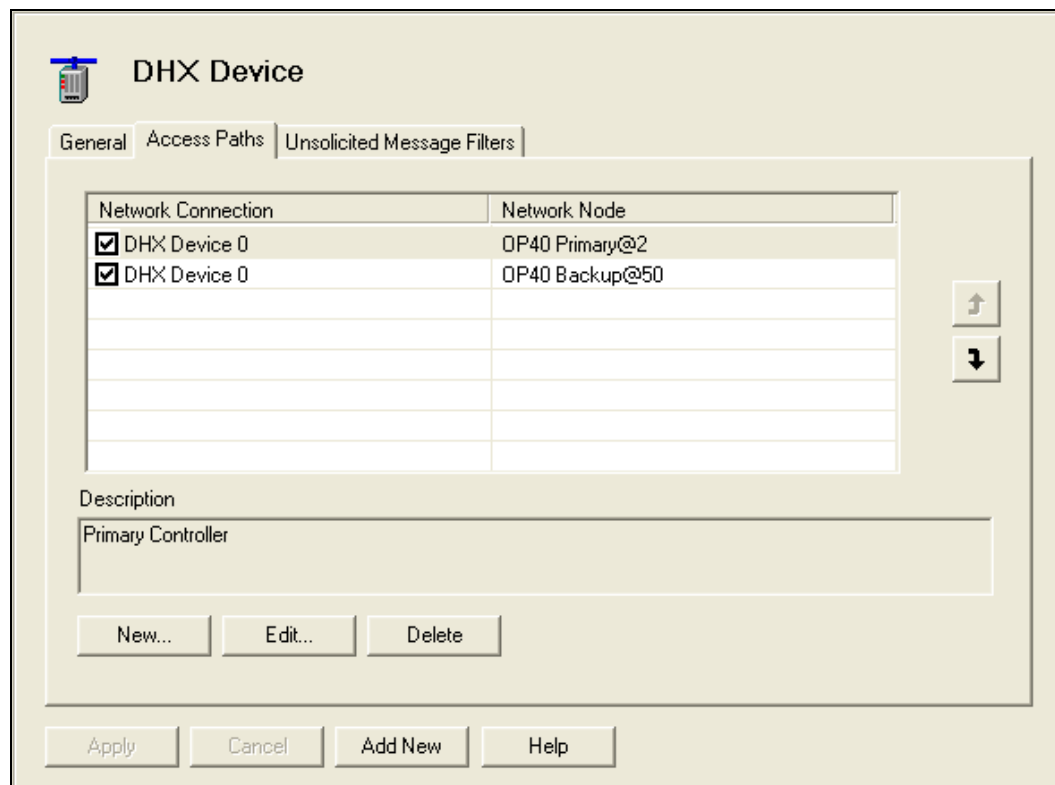 DHX Device
General Access Paths Unsolicited Message Filters
Network Connection Network Node
DHX Device 0 OP40 Primary@2
DHX Device 0 OP40 Backup@50
Description
Primary Controller
New... Edit... Delete
Apply Cancel Add New Help